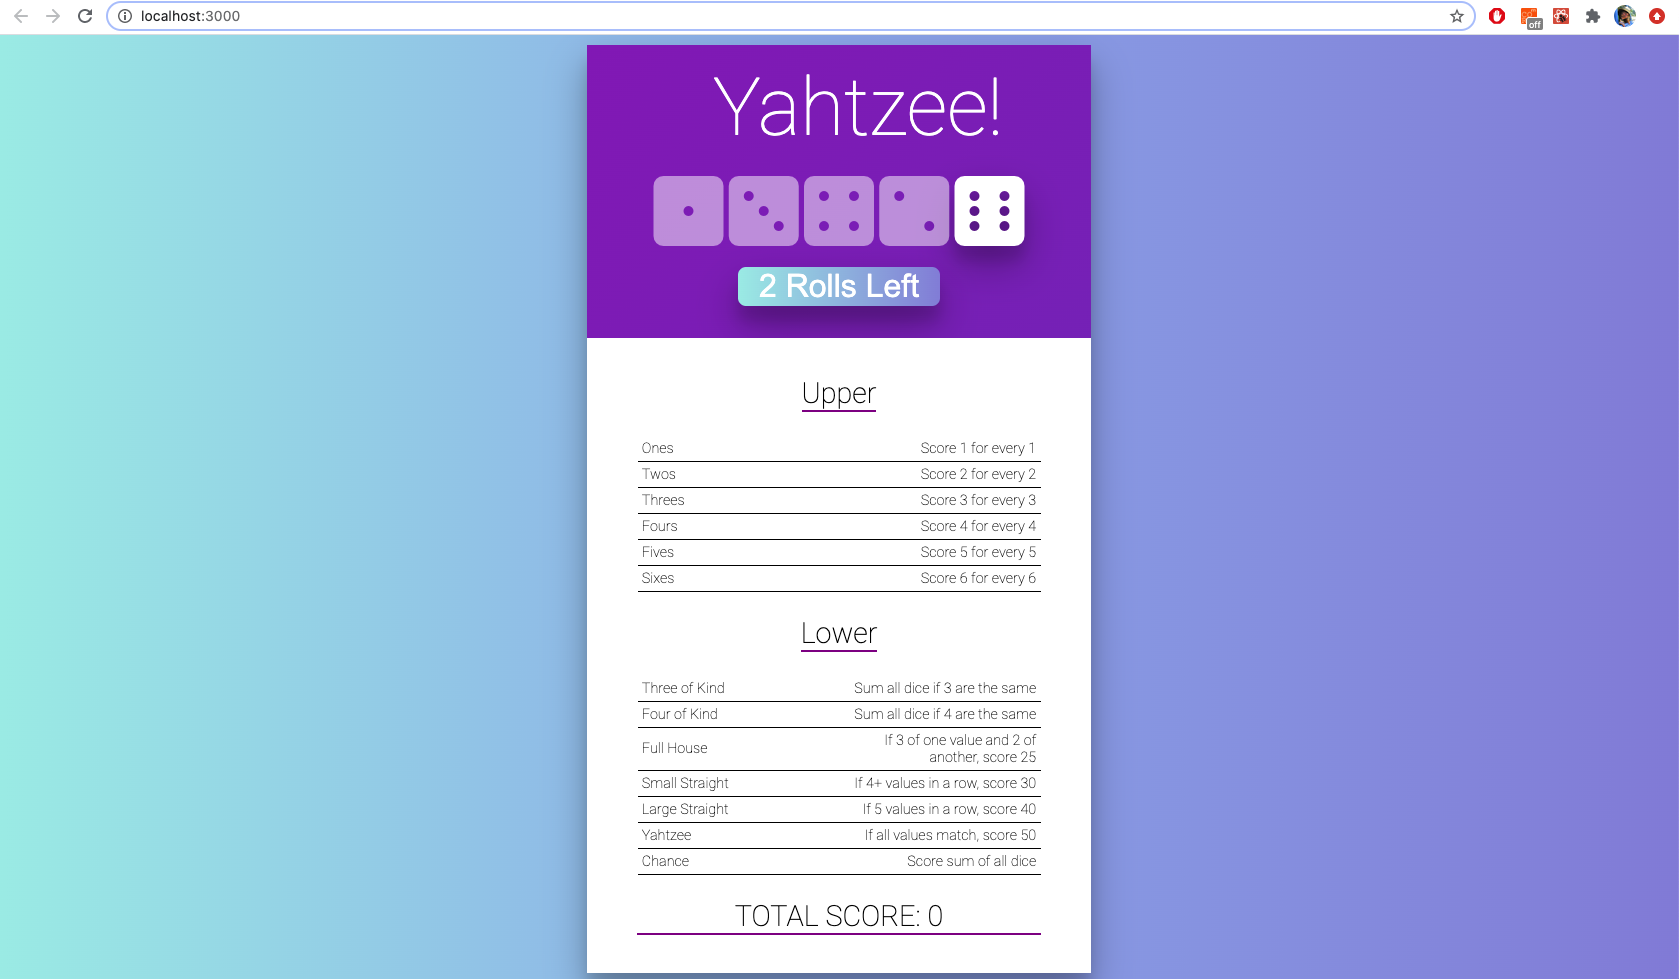 localhost:3000
off
Yahtzee!
2 Rolls Left
Upper
Ones Score 1 for every 1
Twos Score 2 for every 2
Threes Score 3 for every 3
Fours Score 4 for every 4
Fives Score 5 for every 5
Sixes Score 6 for every 6
Lower
Three of Kind Sum all dice if 3 are the same
Four of Kind Sum all dice if 4 are the same
Full House If 3 of one value and 2 of
another, score 25
Small Straight If 4+ values in a row, score 30
Large Straight If 5 values in a row, score 40
Yahtzee If all values match, score 50
Chance Score sum of all dice
TOTAL SCORE: 0